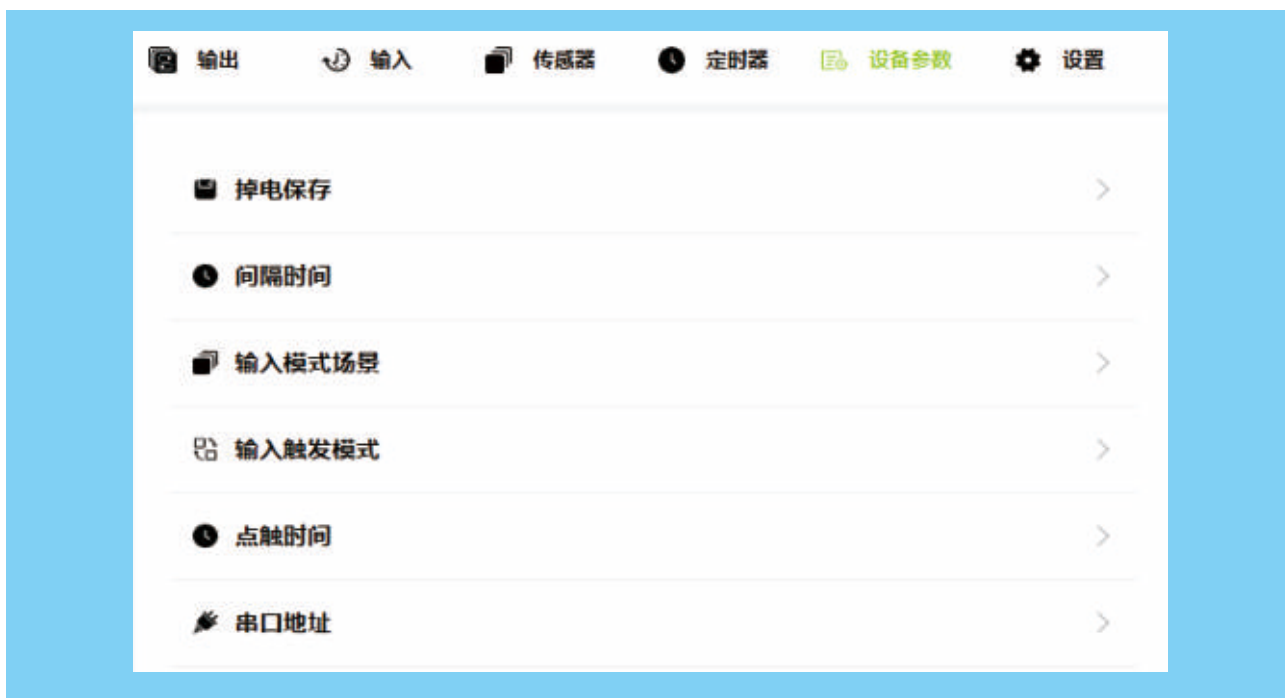 输出 输入 传感器 定时器 设备参数 设置
掉电保存
间隔时间
输入模式场景
输入触发模式
点触时间
串口地址